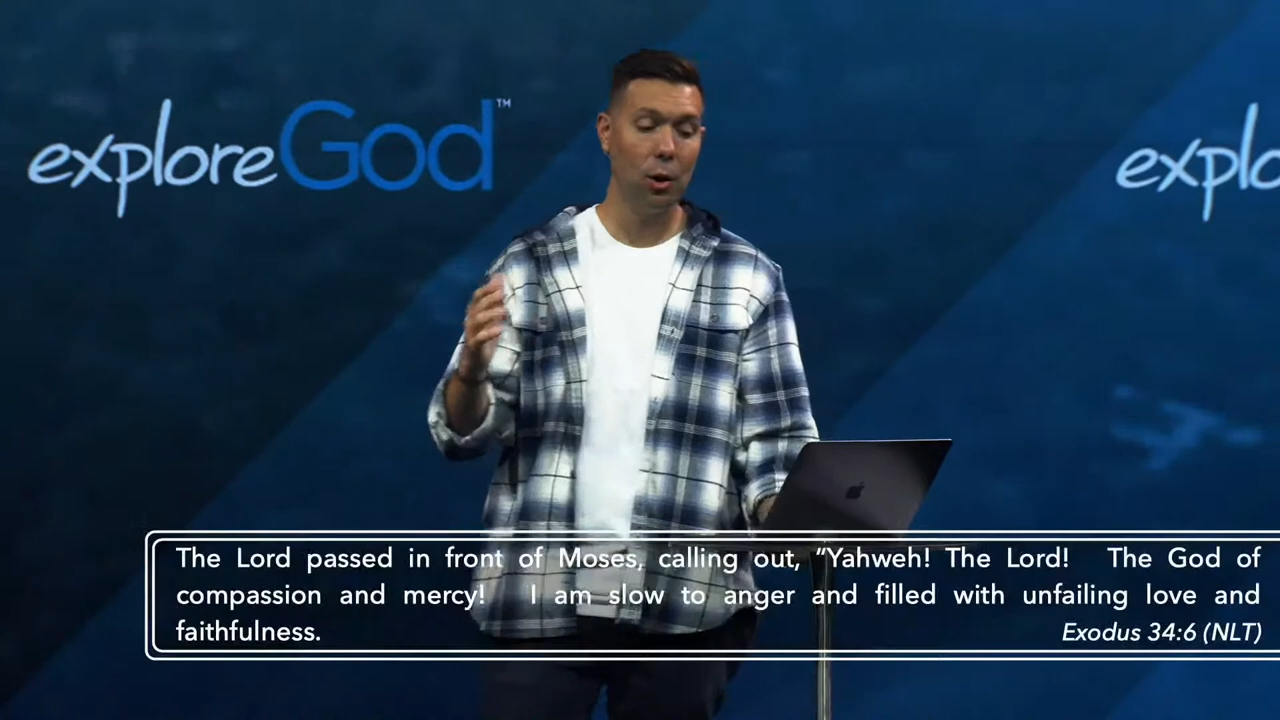 exploreGod™
explo
The Lord passed in front of Moses, calling out, “Yahweh! The Lord! The God of
compassion and mercy! I am slow to anger and filled with unfailing love and
faithfulness.
Exodus 34:6 (NLT)